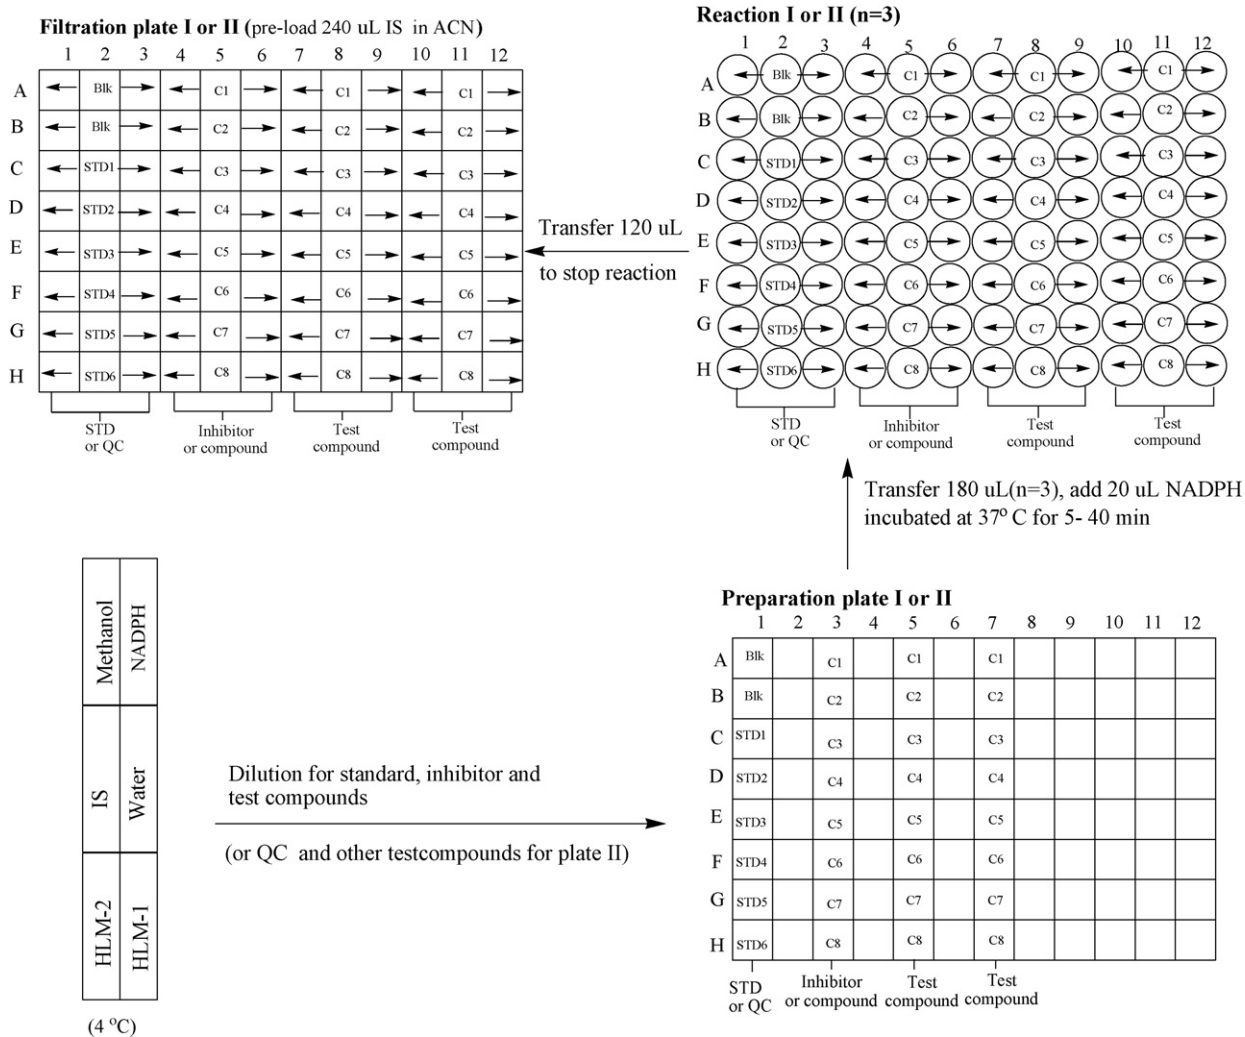 Filtration plate I or II (pre-load 240 uL IS in ACN)
1 2 3 4 5 6 7 8 9 10 11 12
A Blk C1 C1 C1
B Blk C2 C2 C2
C STD1 C3 C3 C3
D STD2 C4 C4 C4
E STD3 C5 C5 C5
F STD4 C6 C6 C6
G STD5 C7 C7 C7
H STD6 C8 C8 C8
STD
or QC
Inhibitor
or compound
Test
compound
Test
compound
Transfer 120 uL
to stop reaction
Reaction I or II (n=3)
1 2 3 4 5 6 7 8 9 10 11 12
A Blk C1 C1 C1
B Blk C2 C2 C2
C STD1 C3 C3 C3
D STD2 C4 C4 C4
E STD3 C5 C5 C5
F STD4 C6 C6 C6
G STD5 C7 C7 C7
H STD6 C8 C8 C8
STD
or QC
Inhibitor
or compound
Test
compound
Test
compound
Transfer 180 uL(n=3), add 20 uL NADPH
incubated at 37° C for 5- 40 min
Methanol
NADPH
IS
Water
HLM-2
HLM-1
(4 °C)
Dilution for standard, inhibitor and
test compounds
(or QC and other testcompounds for plate II)
Preparation plate I or II
1 2 3 4 5 6 7 8 9 10 11 12
A Blk C1 C1 C1
B Blk C2 C2 C2
C STD1 C3 C3 C3
D STD2 C4 C4 C4
E STD3 C5 C5 C5
F STD4 C6 C6 C6
G STD5 C7 C7 C7
H STD6 C8 C8 C8
STD
or QC
Inhibitor
or compound
Test
compound
Test
compound